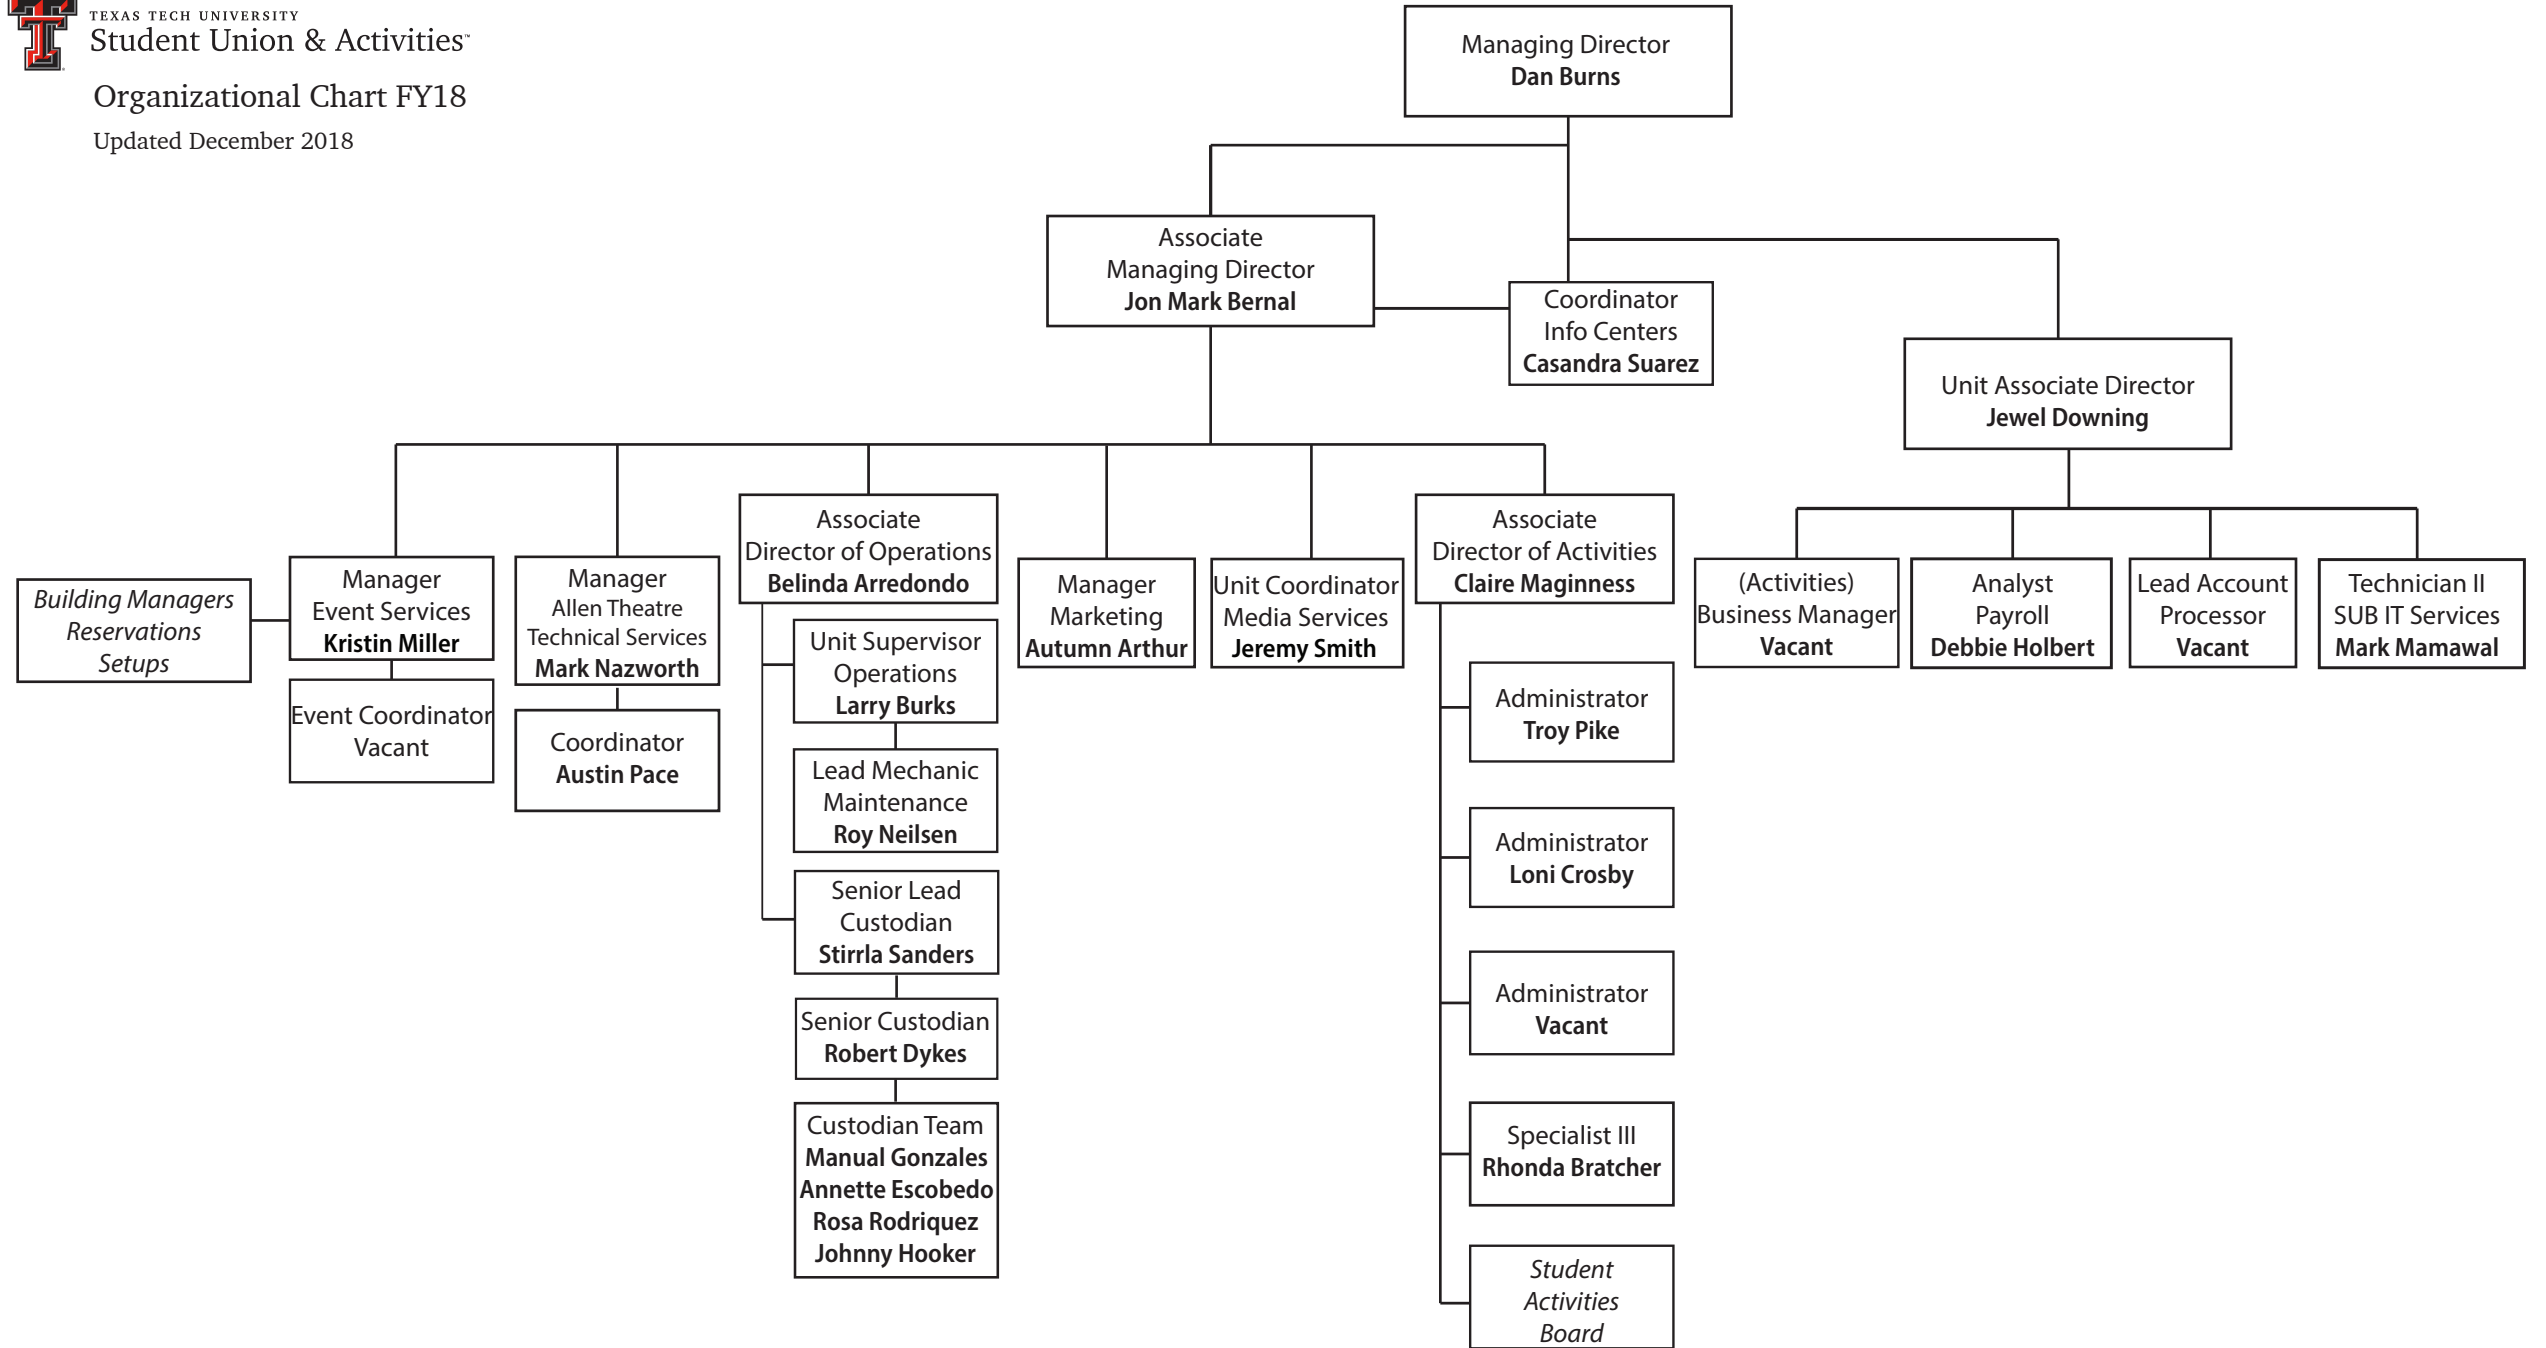 TEXAS TECH UNIVERSITY
Student Union & Activities™
Organizational Chart FY18
Updated December 2018
Managing Director
Dan Burns
Associate
Managing Director
Jon Mark Bernal
Coordinator
Info Centers
Casandra Suarez
Unit Associate Director
Jewel Downing
Building Managers
Reservations
Setups
Manager
Event Services
Kristin Miller
Event Coordinator
Vacant
Manager
Allen Theatre
Technical Services
Mark Nazworth
Coordinator
Austin Pace
Associate
Director of Operations
Belinda Arredondo
Unit Supervisor
Operations
Larry Burks
Lead Mechanic
Maintenance
Roy Neilsen
Senior Lead
Custodian
Stirrla Sanders
Senior Custodian
Robert Dykes
Custodian Team
Manual Gonzales
Annette Escobedo
Rosa Rodriquez
Johnny Hooker
Manager
Marketing
Autumn Arthur
Unit Coordinator
Media Services
Jeremy Smith
Associate
Director of Activities
Claire Maginness
Administrator
Troy Pike
Administrator
Loni Crosby
Administrator
Vacant
Specialist III
Rhonda Bratcher
Student
Activities
Board
(Activities)
Business Manager
Vacant
Analyst
Payroll
Debbie Holbert
Lead Account
Processor
Vacant
Technician II
SUB IT Services
Mark Mamawal